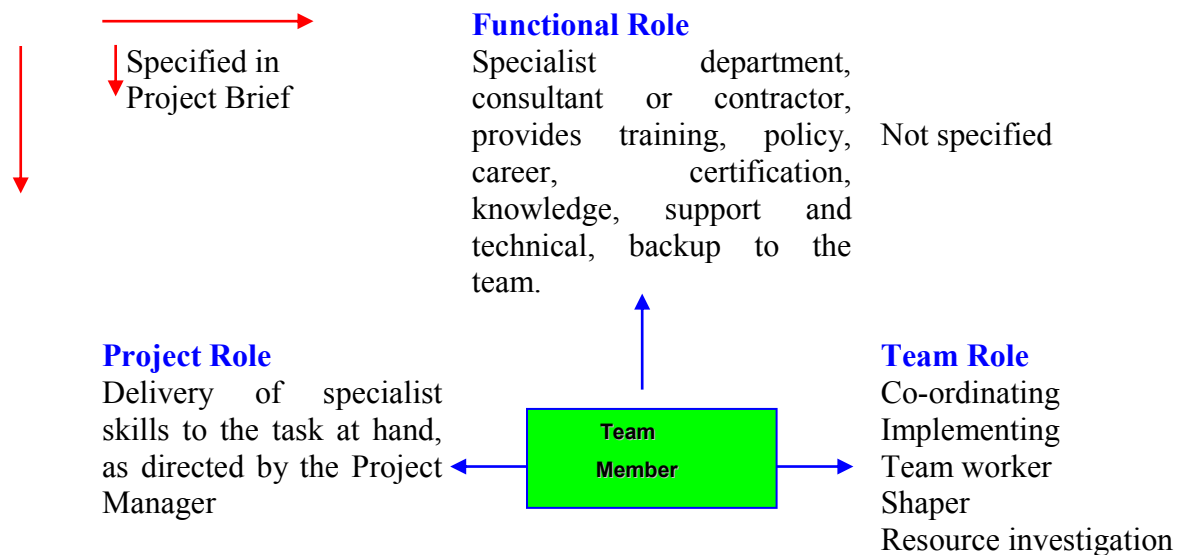 Specified in
Project Brief
Functional Role
Specialist department,
consultant or contractor,
provides training, policy,
career, certification,
knowledge, support and
technical, backup to the
team.
Not specified
Project Role
Delivery of specialist
skills to the task at hand,
as directed by the Project
Manager
Team
Member
Team Role
Co-ordinating
Implementing
Team worker
Shaper
Resource investigation